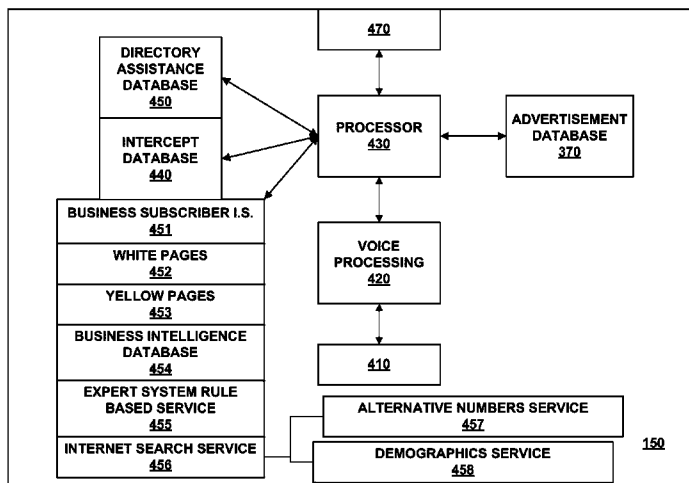 DIRECTORY
ASSISTANCE
DATABASE
450
INTERCEPT
DATABASE
440
BUSINESS SUBSCRIBER I.S.
451
WHITE PAGES
452
YELLOW PAGES
453
BUSINESS INTELLIGENCE
DATABASE
454
EXPERT SYSTEM RULE
BASED SERVICE
455
INTERNET SEARCH SERVICE
456
470
PROCESSOR
430
VOICE
PROCESSING
420
410
ADVERTISEMENT
DATABASE
370
ALTERNATIVE NUMBERS SERVICE
457
DEMOGRAPHICS SERVICE
458
150